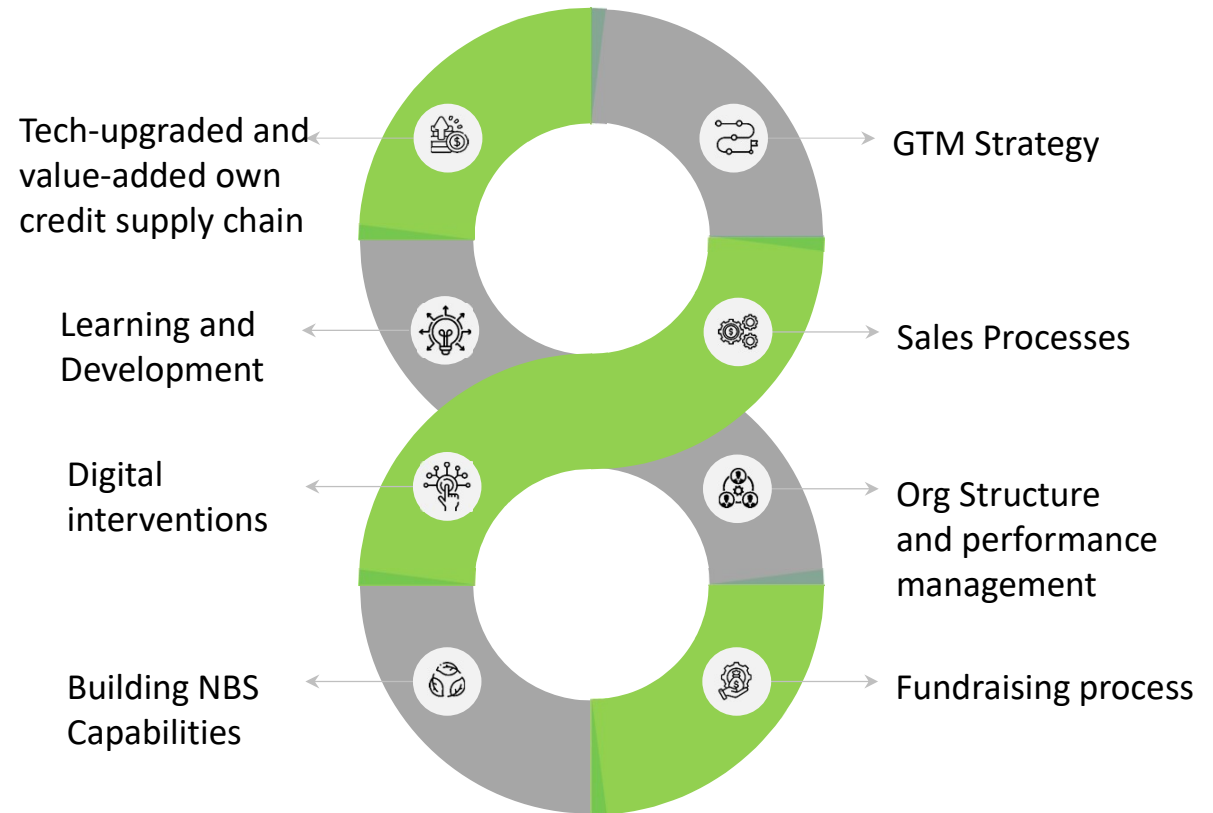 Tech-upgraded and
value-added own
credit supply chain
GTM Strategy
Learning and
Development
Sales Processes
Digital
interventions
Org Structure
and performance
management
Building NBS
Capabilities
Fundraising process